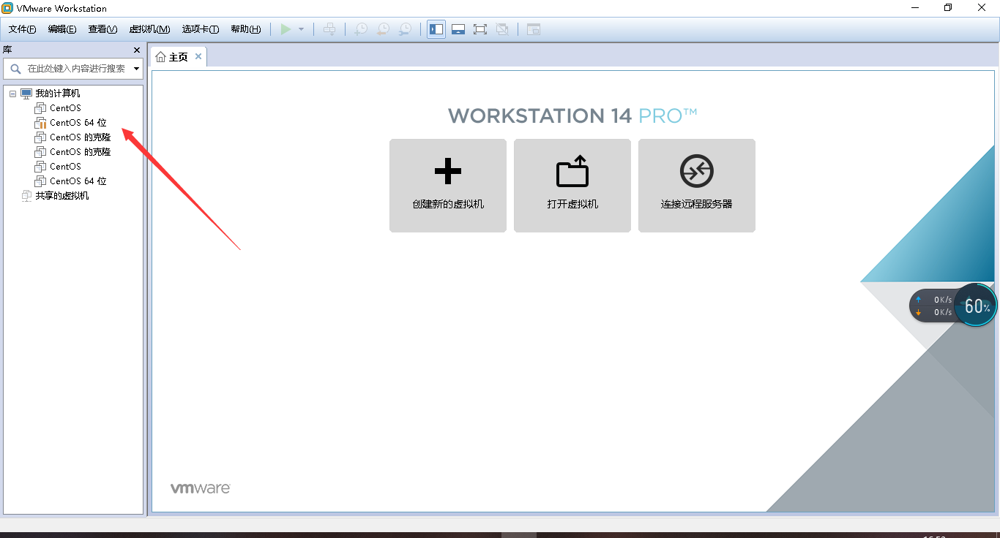 VMware Workstation
文件(F) 编辑(E) 查看(V) 虚拟机(M) 选项卡(T) 帮助(H)
库
在此处键入内容进行搜索
我的计算机
CentOS
CentOS 64 位
CentOS 的克隆
CentOS 的克隆
CentOS
CentOS 64 位
共享的虚拟机
主页
WORKSTATION 14 PRO™
创建新的虚拟机
打开虚拟机
连接远程服务器
0K/s
0K/s
60%
vmware